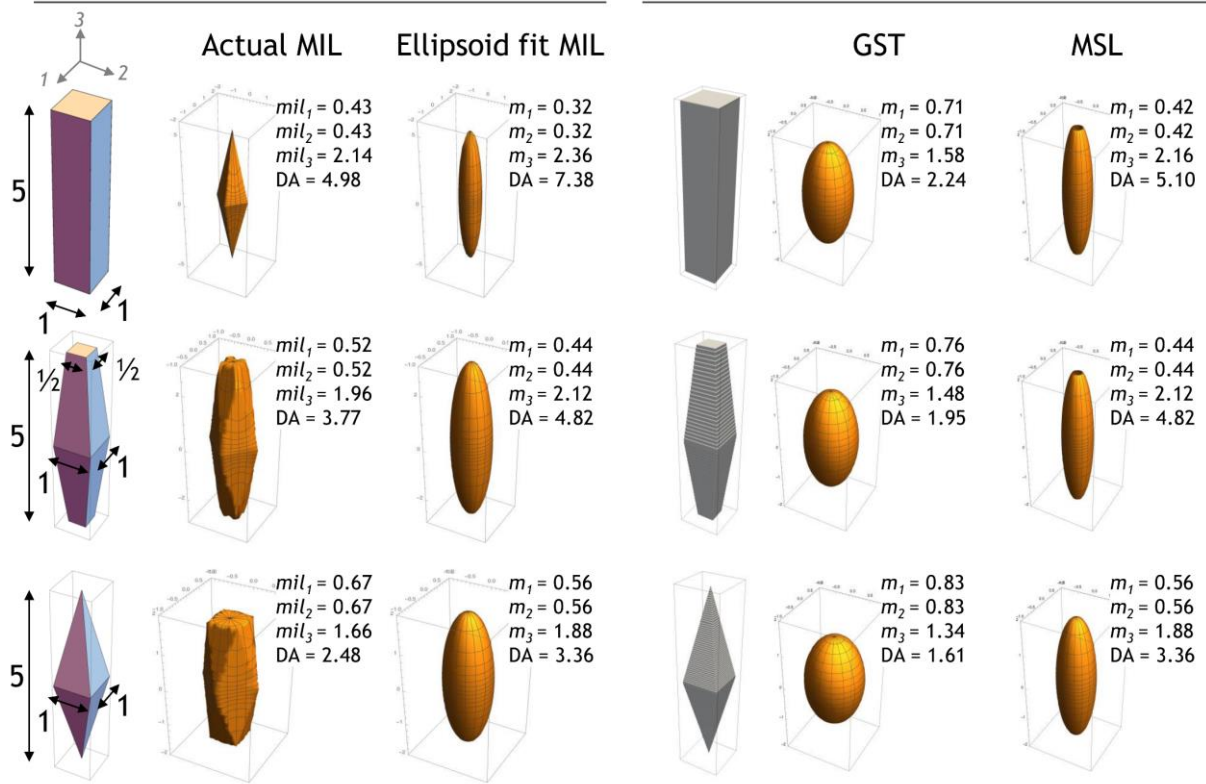 3
1
2
Actual MIL
Ellipsoid fit MIL
GST
MSL
5
1
1
mil₁ = 0.43
mil₂ = 0.43
mil₃ = 2.14
DA = 4.98
m₁ = 0.32
m₂ = 0.32
m₃ = 2.36
DA = 7.38
m₁ = 0.71
m₂ = 0.71
m₃ = 1.58
DA = 2.24
m₁ = 0.42
m₂ = 0.42
m₃ = 2.16
DA = 5.10
5
½
½
1
1
mil₁ = 0.52
mil₂ = 0.52
mil₃ = 1.96
DA = 3.77
m₁ = 0.44
m₂ = 0.44
m₃ = 2.12
DA = 4.82
m₁ = 0.76
m₂ = 0.76
m₃ = 1.48
DA = 1.95
m₁ = 0.44
m₂ = 0.44
m₃ = 2.12
DA = 4.82
5
1
1
mil₁ = 0.67
mil₂ = 0.67
mil₃ = 1.66
DA = 2.48
m₁ = 0.56
m₂ = 0.56
m₃ = 1.88
DA = 3.36
m₁ = 0.83
m₂ = 0.83
m₃ = 1.34
DA = 1.61
m₁ = 0.56
m₂ = 0.56
m₃ = 1.88
DA = 3.36